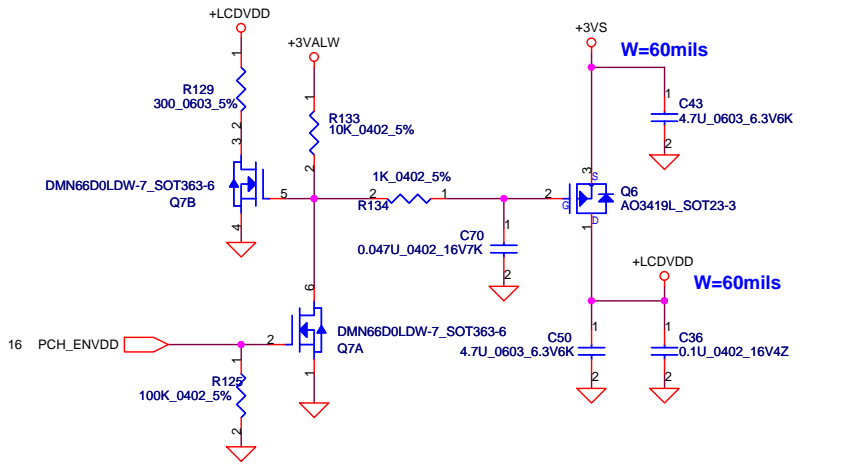 +LCDVDD
1
R129
300_0603_5%
2
3
DMN66D0LDW-7_SOT363-6
Q7B
5
4
+3VALW
1
R133
10K_0402_5%
2
1K_0402_5%
2
1
R134
1
C70
0.047U_0402_16V7K
2
+3VS
W=60mils
1
C43
4.7U_0603_6.3V6K
2
3
S
2
G
Q6
AO3419L_SOT23-3
D
1
+LCDVDD
W=60mils
1
C50
4.7U_0603_6.3V6K
2
1
C36
0.1U_0402_16V4Z
2
6
DMN66D0LDW-7_SOT363-6
Q7A
2
1
16 PCH_ENVDD
1
R125
100K_0402_5%
2